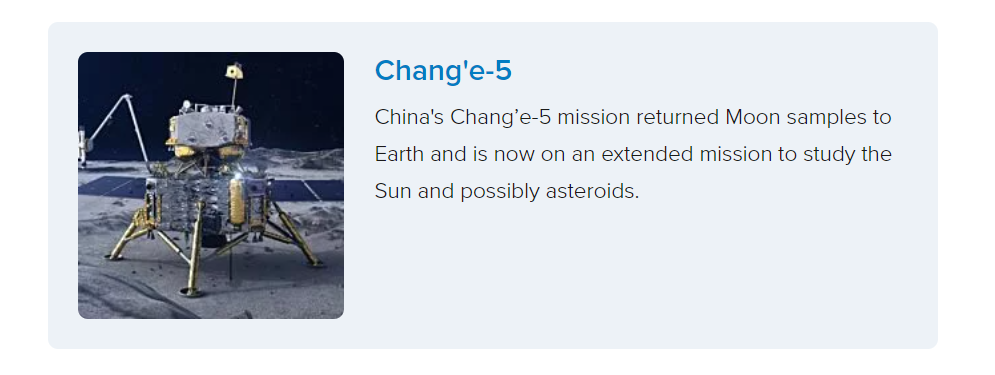 Chang'e-5
China's Chang’e-5 mission returned Moon samples to
Earth and is now on an extended mission to study the
Sun and possibly asteroids.